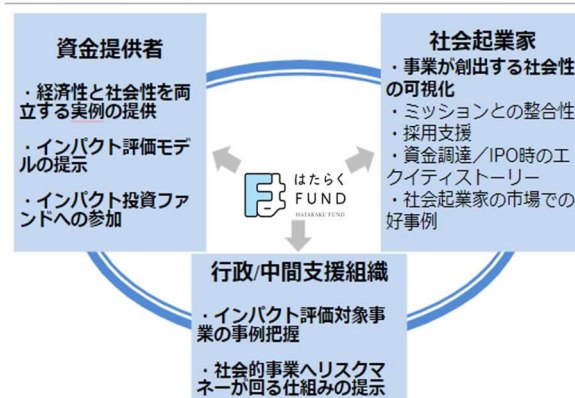 資金提供者
・経済性と社会性を両
立する実例の提供
・インパクト評価モデ
ルの提示
・インパクト投資ファ
ンドへの参加
社会起業家
・事業が創出する社会性
の可視化
・ミッションとの整合性
・採用支援
・資金調達／IPO時のエ
クイティストーリー
・社会起業家の市場での
好事例
はたらく
FUND
HATARAKU FUND
行政/中間支援組織
・インパクト評価対象事
業の事例把握
・社会的事業へリスクマ
ネーが回る仕組みの提示